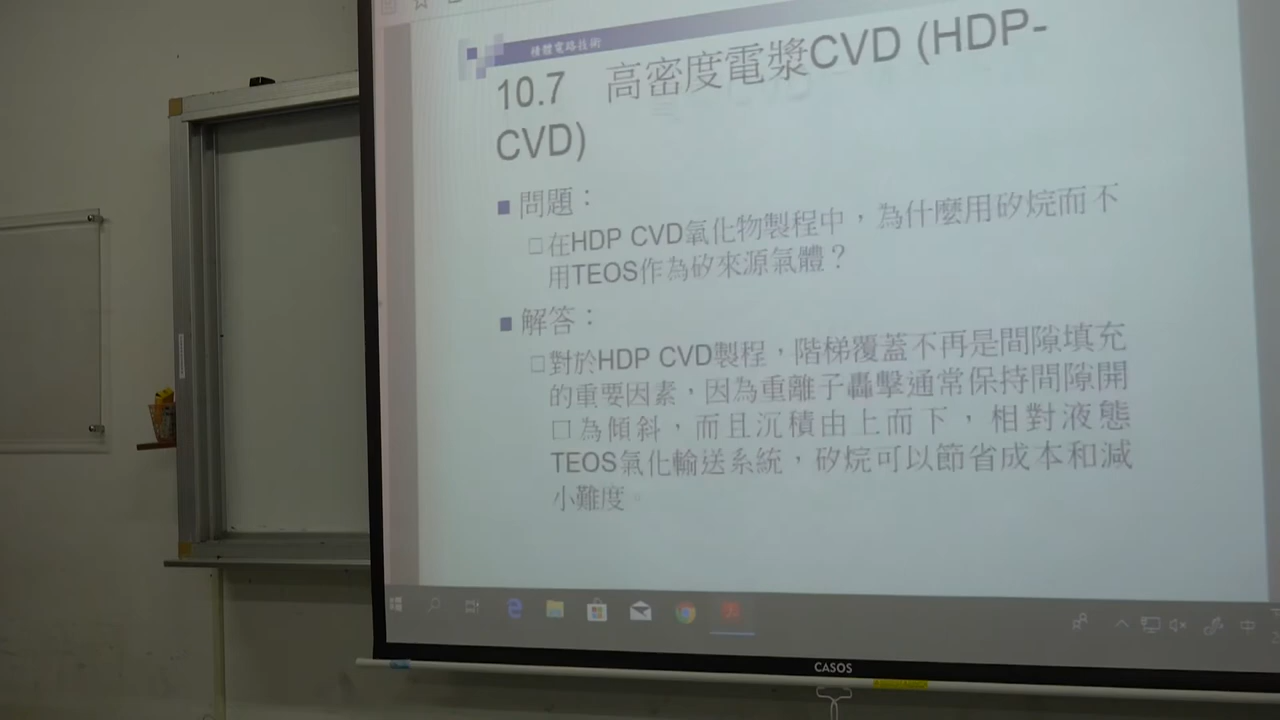 積體電路技術
10.7 高密度電漿CVD (HDP-
CVD)
問題：
在HDP CVD氧化物製程中，為什麼用矽烷而不
用TEOS作為矽來源氣體？
解答：
對於HDP CVD製程，階梯覆蓋不再是間隙填充
的重要因素，因為重離子轟擊通常保持間隙開
口為傾斜，而且沉積由上而下，相對液態
TEOS氣化輸送系統，矽烷可以節省成本和減
小難度。
中
CASOS